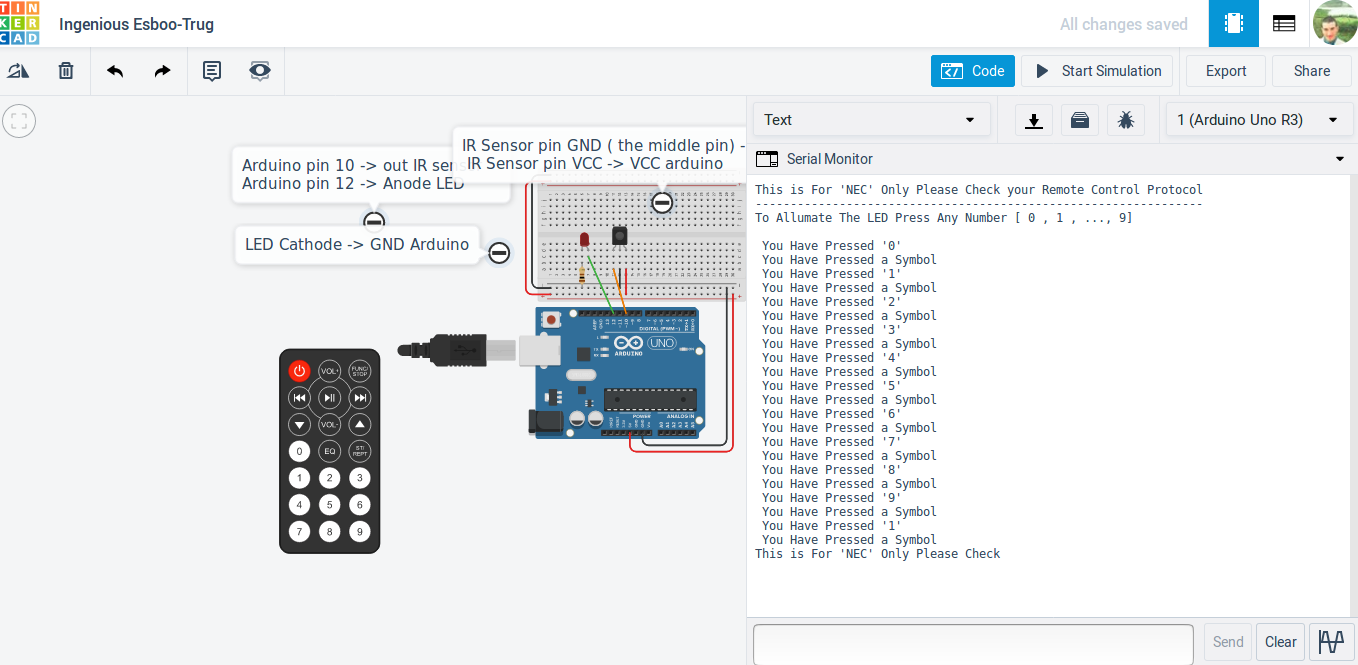 TIN
KER
CAD
Ingenious Esboo-Trug
All changes saved
Code
Start Simulation
Export
Share
Text
1 (Arduino Uno R3)
Serial Monitor
IR Sensor pin GND ( the middle pin) -
IR Sensor pin VCC -> VCC arduino
Arduino pin 10 -> out IR sen
Arduino pin 12 -> Anode LED
LED Cathode -> GND Arduino
DIGITAL (PWM~)
UNO
ARDUINO
POWER
ANALOG IN
VOL+
FUNC/
STOP
VOL-
0
EQ
ST/
REPT
1
2
3
4
5
6
7
8
9
This is For 'NEC' Only Please Check your Remote Control Protocol
----------------------------------------------------------------
To Allumate The LED Press Any Number [ 0 , 1 , ..., 9]
You Have Pressed '0'
You Have Pressed a Symbol
You Have Pressed '1'
You Have Pressed a Symbol
You Have Pressed '2'
You Have Pressed a Symbol
You Have Pressed '3'
You Have Pressed a Symbol
You Have Pressed '4'
You Have Pressed a Symbol
You Have Pressed '5'
You Have Pressed a Symbol
You Have Pressed '6'
You Have Pressed a Symbol
You Have Pressed '7'
You Have Pressed a Symbol
You Have Pressed '8'
You Have Pressed a Symbol
You Have Pressed '9'
You Have Pressed a Symbol
You Have Pressed '1'
You Have Pressed a Symbol
This is For 'NEC' Only Please Check
Send
Clear